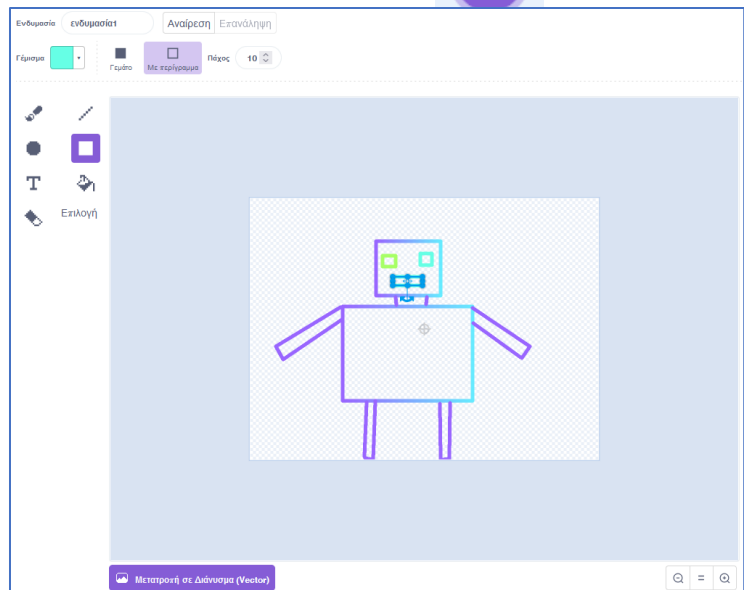 Ενδυμασία ενδυμασία1 Αναίρεση Επανάληψη
Γέμισμα Γεμάτο Με περίγραμμα Πάχος 10
T
Επιλογή
Μετατροπή σε Διάνυσμα (Vector) =